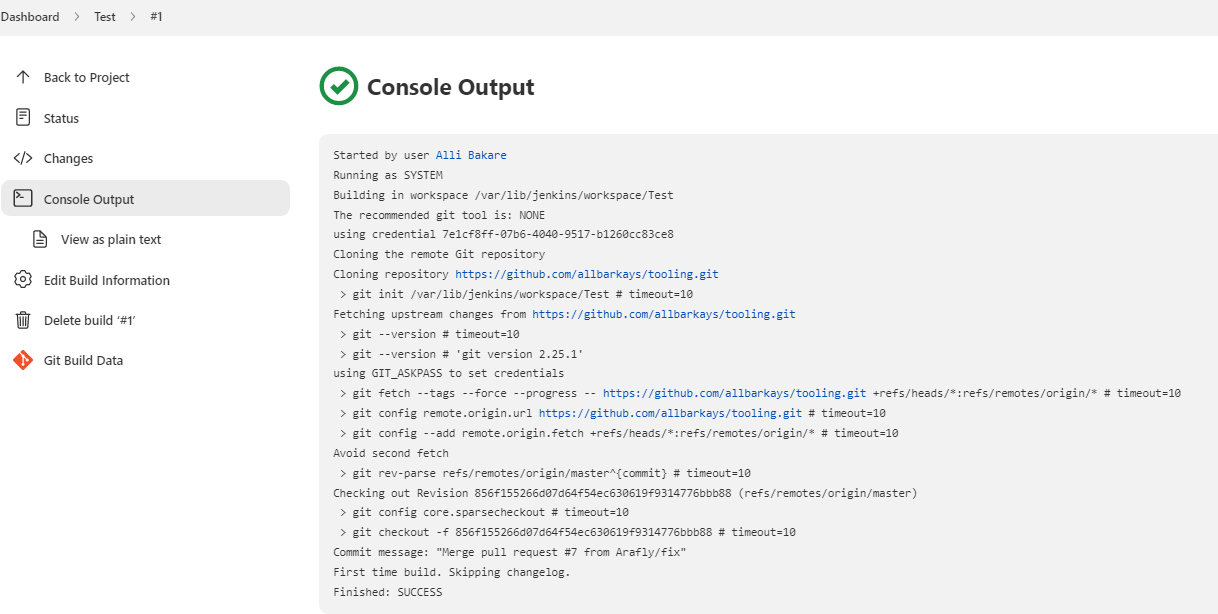 Dashboard > Test > #1
Back to Project
Status
Changes
Console Output
View as plain text
Edit Build Information
Delete build ‘#1’
Git Build Data
Console Output
Started by user Alli Bakare
Running as SYSTEM
Building in workspace /var/lib/jenkins/workspace/Test
The recommended git tool is: NONE
using credential 7e1cf8ff-07b6-4040-9517-b1260cc83ce8
Cloning the remote Git repository
Cloning repository https://github.com/allbarkays/tooling.git
 > git init /var/lib/jenkins/workspace/Test # timeout=10
Fetching upstream changes from https://github.com/allbarkays/tooling.git
 > git --version # timeout=10
 > git --version # 'git version 2.25.1'
using GIT_ASKPASS to set credentials
 > git fetch --tags --force --progress -- https://github.com/allbarkays/tooling.git +refs/heads/*:refs/remotes/origin/* # timeout=10
 > git config remote.origin.url https://github.com/allbarkays/tooling.git # timeout=10
 > git config --add remote.origin.fetch +refs/heads/*:refs/remotes/origin/* # timeout=10
Avoid second fetch
 > git rev-parse refs/remotes/origin/master^{commit} # timeout=10
Checking out Revision 856f155266d07d64f54ec630619f9314776bbb88 (refs/remotes/origin/master)
 > git config core.sparsecheckout # timeout=10
 > git checkout -f 856f155266d07d64f54ec630619f9314776bbb88 # timeout=10
Commit message: "Merge pull request #7 from Arafly/fix"
First time build. Skipping changelog.
Finished: SUCCESS